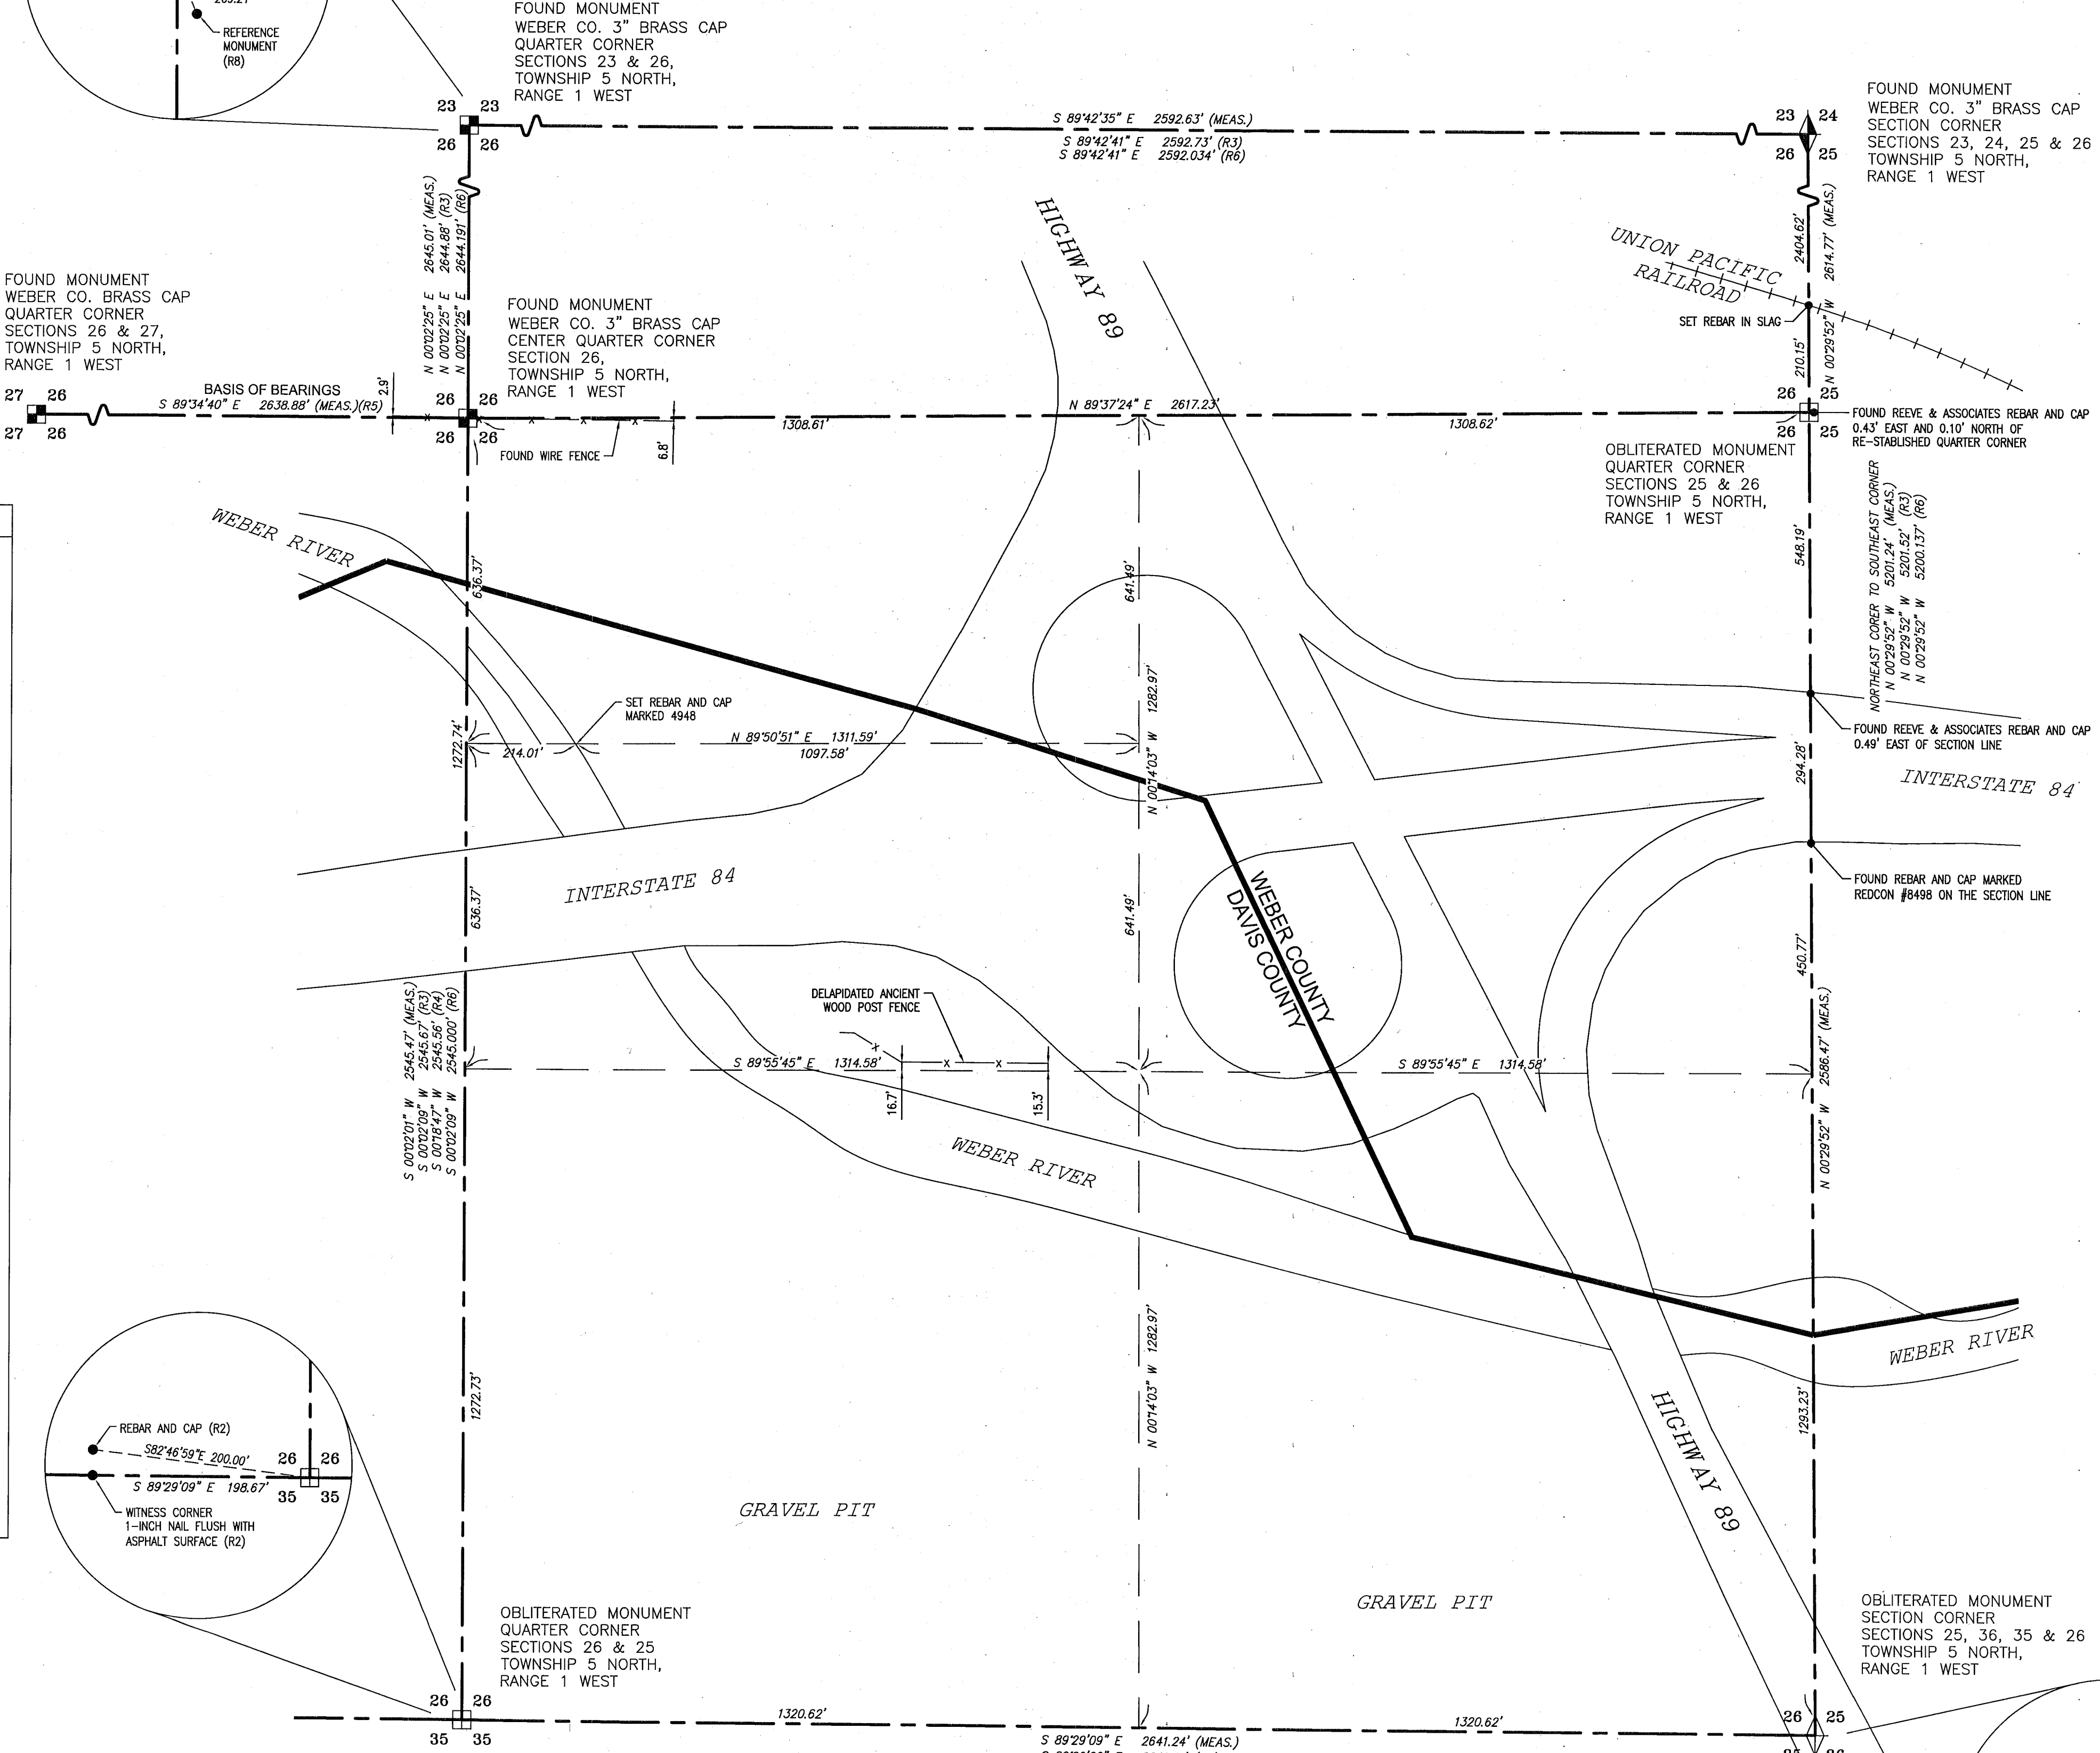 REFERENCE
MONUMENT
(R8)
FOUND MONUMENT
WEBER CO. 3" BRASS CAP
QUARTER CORNER
SECTIONS 23 & 26,
TOWNSHIP 5 NORTH,
RANGE 1 WEST
23 23
26 26
S 89°42'35" E 2592.63' (MEAS.)
S 89°42'41" E 2592.73' (R3)
S 89°42'41" E 2592.034' (R6)
23 24
26 25
FOUND MONUMENT
WEBER CO. 3" BRASS CAP
SECTION CORNER
SECTIONS 23, 24, 25 & 26
TOWNSHIP 5 NORTH,
RANGE 1 WEST
N 00°02'25" E 2645.01' (MEAS.)
N 00°02'25" E 2644.88' (R3)
N 00°02'25" E 2644.191' (R6)
HIGHWAY 89
UNION PACIFIC
RAILROAD
SET REBAR IN SLAG
2404.62'
210.15'
N 00°29'52" W 2614.77' (MEAS.)
FOUND MONUMENT
WEBER CO. BRASS CAP
QUARTER CORNER
SECTIONS 26 & 27,
TOWNSHIP 5 NORTH,
RANGE 1 WEST
27 26
27 26
BASIS OF BEARINGS
S 89°34'40" E 2638.88' (MEAS.)(R5)
2.9'
FOUND MONUMENT
WEBER CO. 3" BRASS CAP
CENTER QUARTER CORNER
SECTION 26,
TOWNSHIP 5 NORTH,
RANGE 1 WEST
26 26
26 26
FOUND WIRE FENCE
6.8'
1308.61'
N 89°37'24" E 2617.23'
1308.62'
26 25
26 25
FOUND REEVE & ASSOCIATES REBAR AND CAP
0.43' EAST AND 0.10' NORTH OF
RE-STABLISHED QUARTER CORNER
OBLITERATED MONUMENT
QUARTER CORNER
SECTIONS 25 & 26
TOWNSHIP 5 NORTH,
RANGE 1 WEST
NORTHEAST CORER TO SOUTHEAST CORNER
N 00°29'52" W 5201.24' (MEAS.)
N 00°29'52" W 5201.52' (R3)
N 00°29'52" W 5200.137' (R6)
548.19'
WEBER RIVER
636.37'
641.49'
SET REBAR AND CAP
MARKED 4948
N 89°50'51" E 1311.59'
214.01'
1097.58'
1272.74'
N 00°14'03" W 1282.97'
FOUND REEVE & ASSOCIATES REBAR AND CAP
0.49' EAST OF SECTION LINE
294.28'
INTERSTATE 84
INTERSTATE 84
FOUND REBAR AND CAP MARKED
REDCON #8498 ON THE SECTION LINE
636.37'
641.49'
WEBER COUNTY
DAVIS COUNTY
450.77'
DELAPIDATED ANCIENT
WOOD POST FENCE
S 00°02'01" W 2545.47' (MEAS.)
S 00°02'09" W 2545.67' (R3)
S 00°18'47" W 2545.56' (R4)
S 00°02'09" W 2545.000' (R6)
S 89°55'45" E 1314.58'
S 89°55'45" E 1314.58'
16.7'
15.3'
N 00°29'52" W 2586.47' (MEAS.)
WEBER RIVER
WEBER RIVER
1272.73'
N 00°14'03" W 1282.97'
1293.23'
HIGHWAY 89
REBAR AND CAP (R2)
S82°46'59"E 200.00'
26 26
S 89°29'09" E 198.67'
35 35
WITNESS CORNER
1-INCH NAIL FLUSH WITH
ASPHALT SURFACE (R2)
GRAVEL PIT
GRAVEL PIT
OBLITERATED MONUMENT
QUARTER CORNER
SECTIONS 26 & 25
TOWNSHIP 5 NORTH,
RANGE 1 WEST
OBLITERATED MONUMENT
SECTION CORNER
SECTIONS 25, 36, 35 & 26
TOWNSHIP 5 NORTH,
RANGE 1 WEST
26 26
35 35
1320.62'
1320.62'
26 25
S 89°29'09" E 2641.24' (MEAS.)